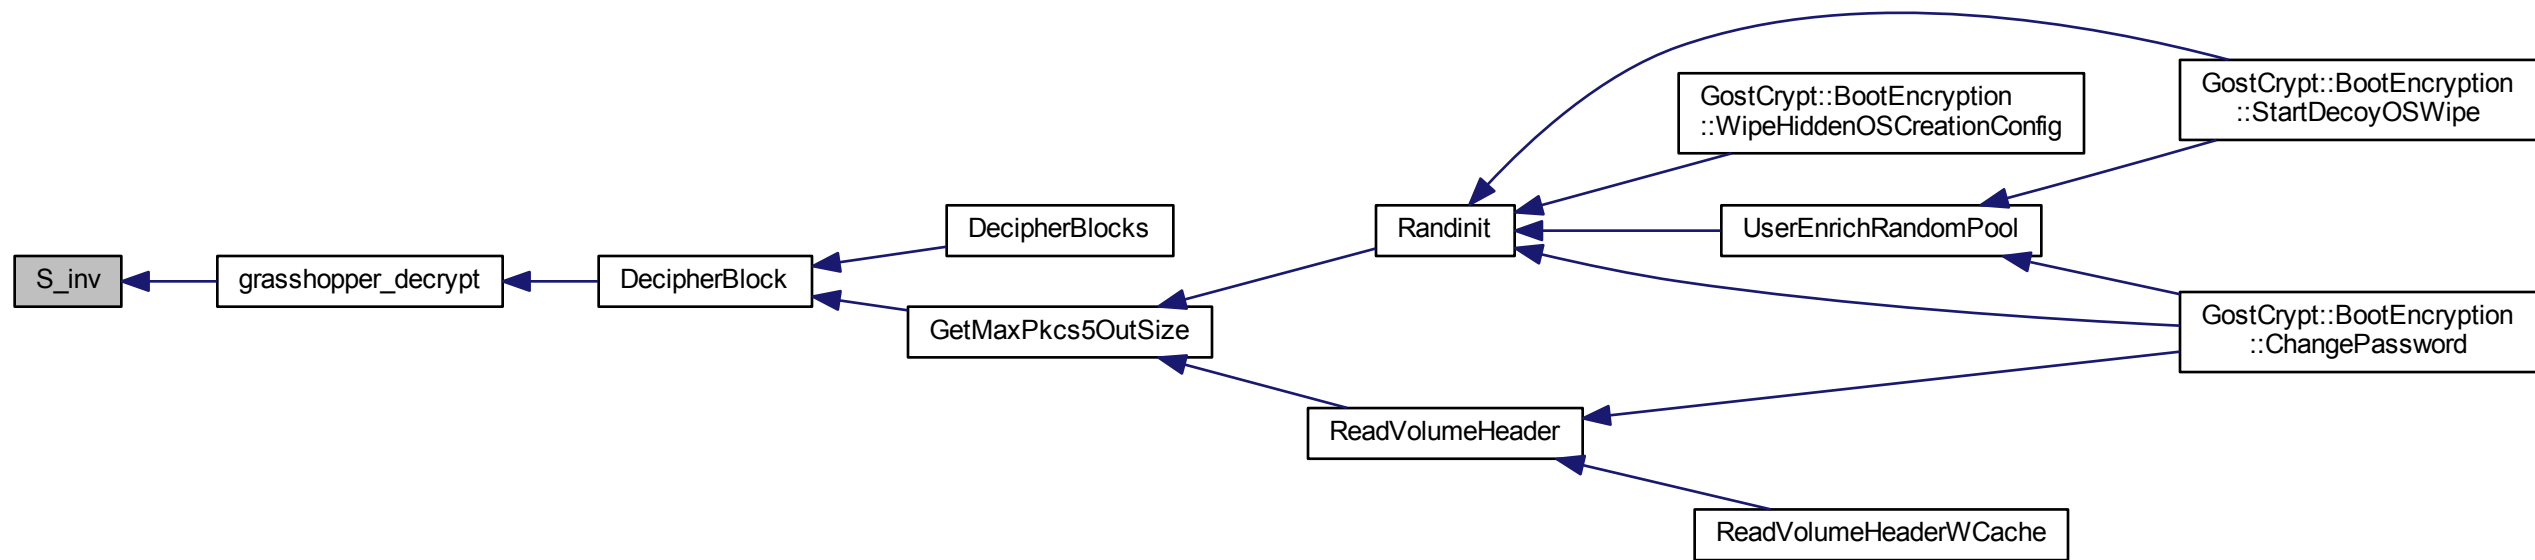 S_inv
grasshopper_decrypt
DecipherBlock
DecipherBlocks
GetMaxPkcs5OutSize
Randinit
ReadVolumeHeader
GostCrypt::BootEncryption
::WipeHiddenOSCreationConfig
UserEnrichRandomPool
ReadVolumeHeaderWCache
GostCrypt::BootEncryption
::StartDecoyOSWipe
GostCrypt::BootEncryption
::ChangePassword